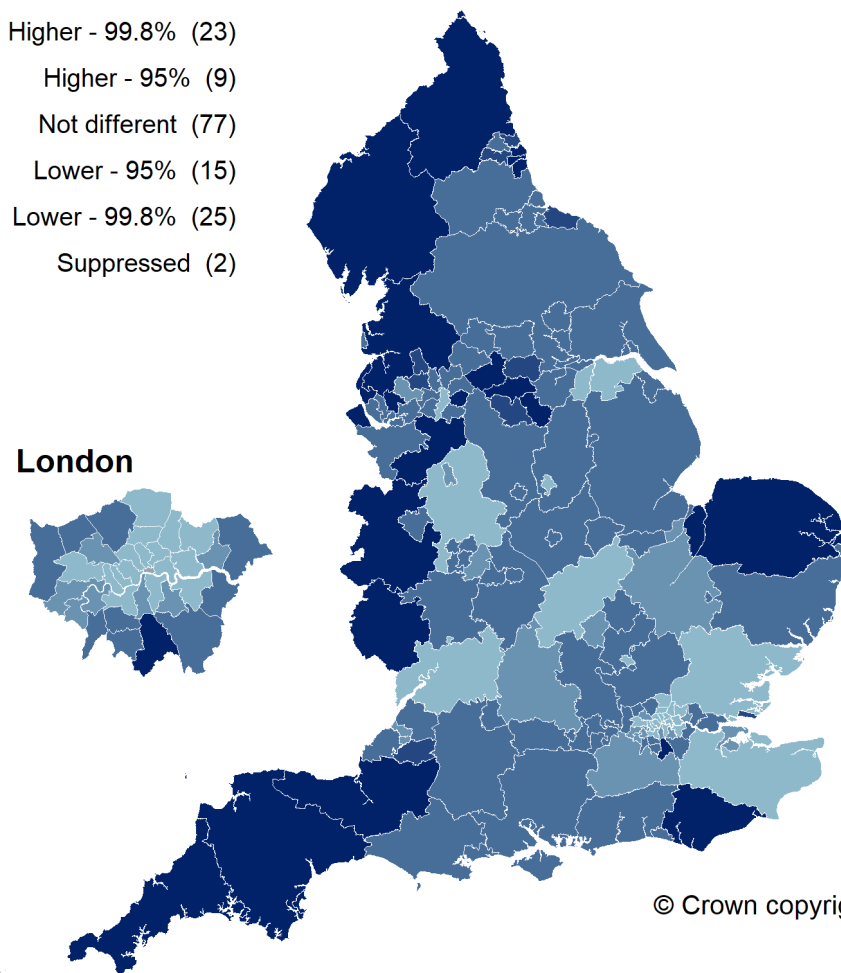 Higher - 99.8% (23)
Higher - 95% (9)
Not different (77)
Lower - 95% (15)
Lower - 99.8% (25)
Suppressed (2)
London
© Crown copyrig